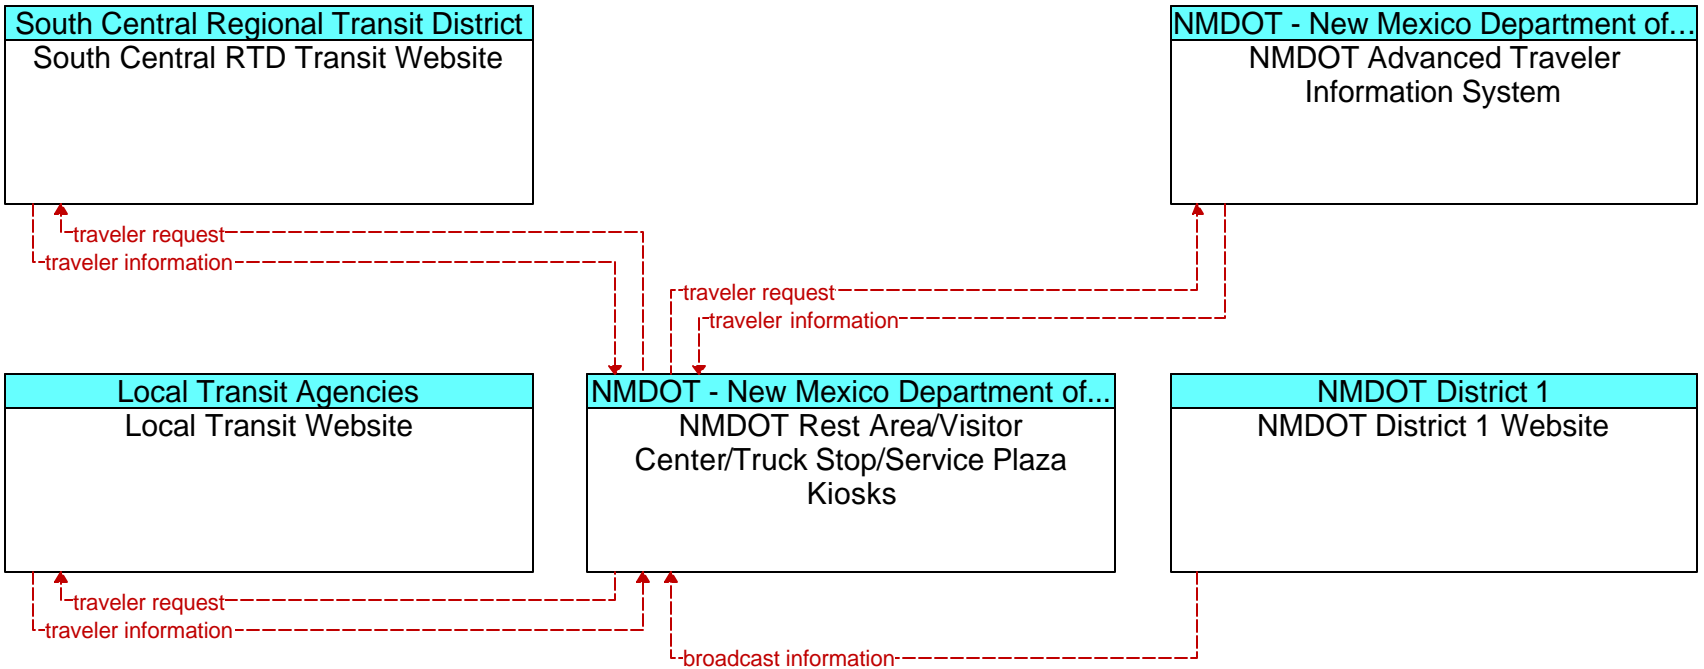 South Central Regional Transit District
South Central RTD Transit Website
NMDOT - New Mexico Department of...
NMDOT Advanced Traveler
Information System
traveler request
traveler information
traveler request
traveler information
Local Transit Agencies
Local Transit Website
NMDOT - New Mexico Department of...
NMDOT Rest Area/Visitor
Center/Truck Stop/Service Plaza
Kiosks
NMDOT District 1
NMDOT District 1 Website
traveler request
traveler information
broadcast information